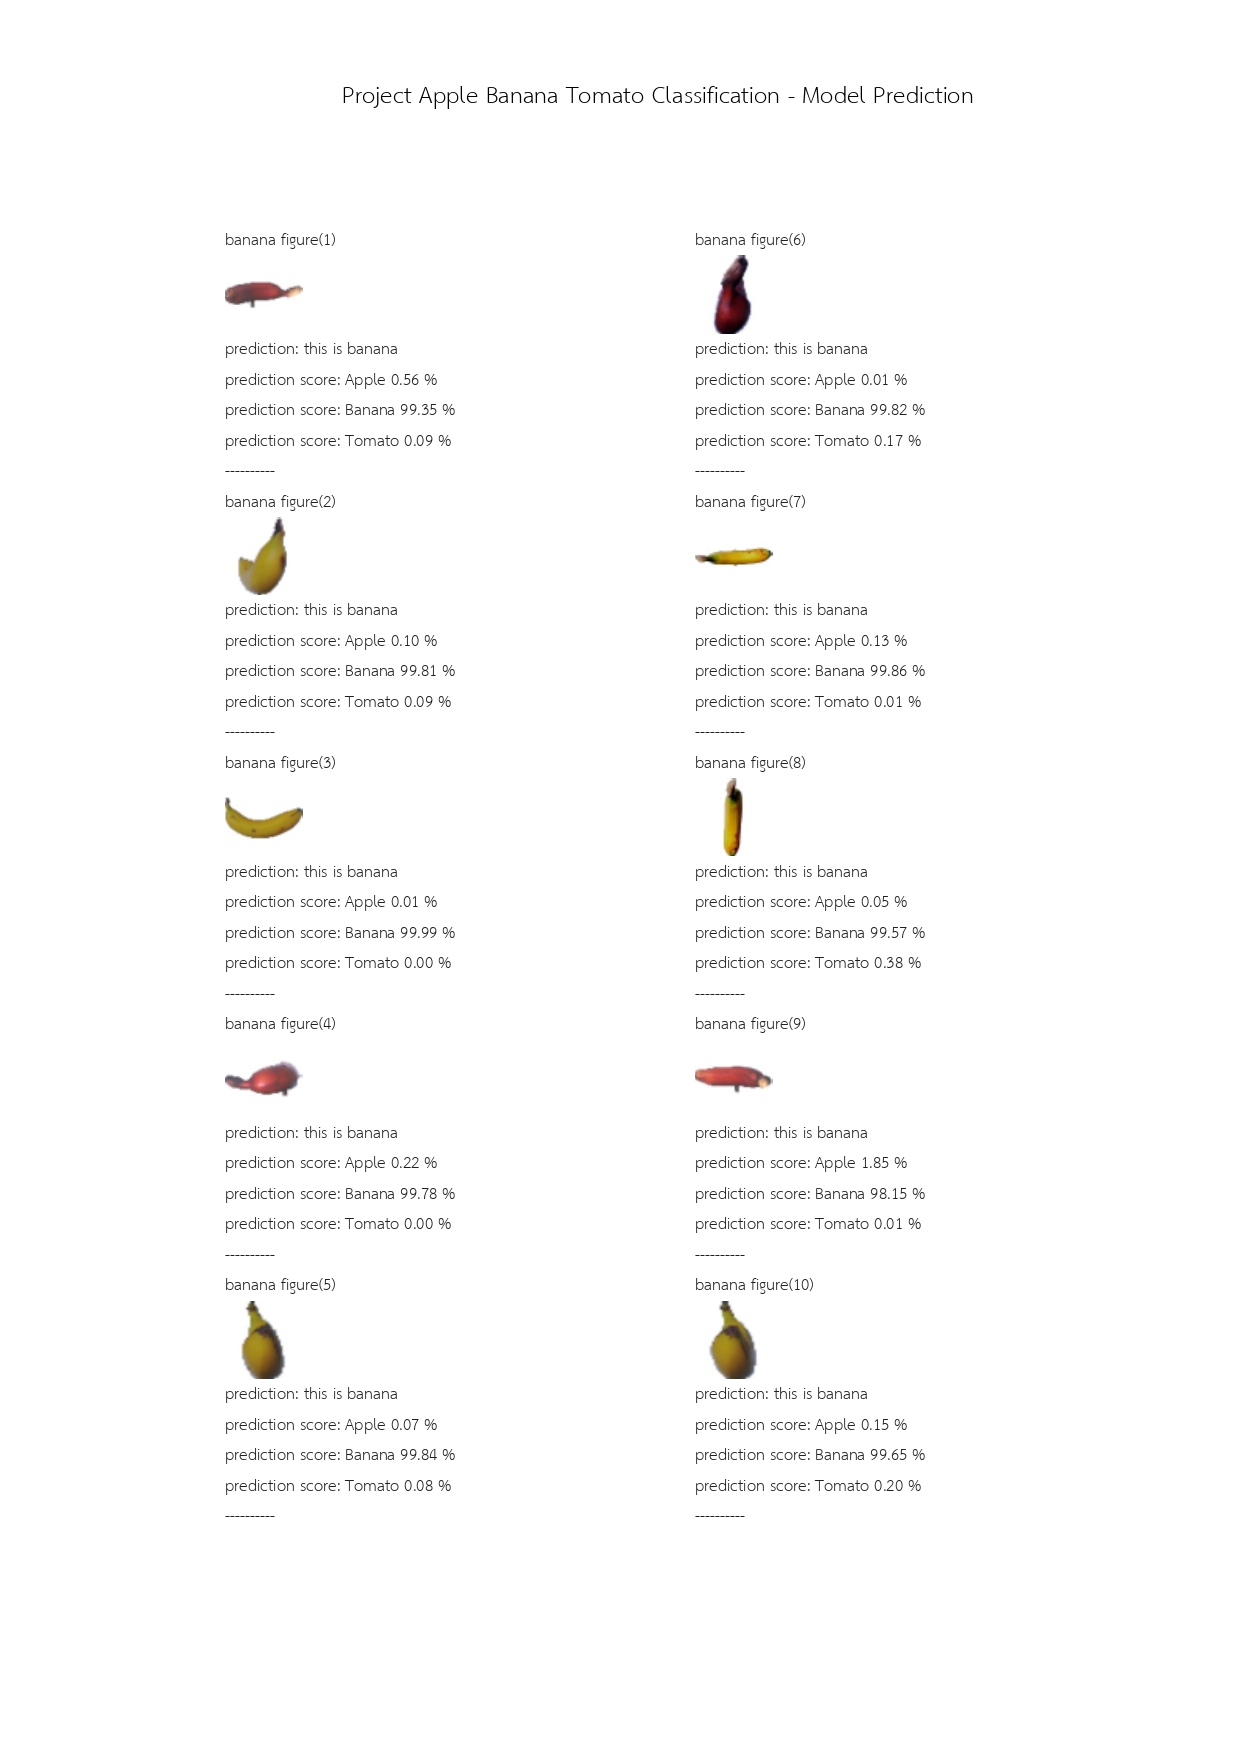 Project Apple Banana Tomato Classification - Model Prediction
banana figure(1)
prediction: this is banana
prediction score: Apple 0.56 %
prediction score: Banana 99.35 %
prediction score: Tomato 0.09 %
----------
banana figure(2)
prediction: this is banana
prediction score: Apple 0.10 %
prediction score: Banana 99.81 %
prediction score: Tomato 0.09 %
----------
banana figure(3)
prediction: this is banana
prediction score: Apple 0.01 %
prediction score: Banana 99.99 %
prediction score: Tomato 0.00 %
----------
banana figure(4)
prediction: this is banana
prediction score: Apple 0.22 %
prediction score: Banana 99.78 %
prediction score: Tomato 0.00 %
----------
banana figure(5)
prediction: this is banana
prediction score: Apple 0.07 %
prediction score: Banana 99.84 %
prediction score: Tomato 0.08 %
----------
banana figure(6)
prediction: this is banana
prediction score: Apple 0.01 %
prediction score: Banana 99.82 %
prediction score: Tomato 0.17 %
----------
banana figure(7)
prediction: this is banana
prediction score: Apple 0.13 %
prediction score: Banana 99.86 %
prediction score: Tomato 0.01 %
----------
banana figure(8)
prediction: this is banana
prediction score: Apple 0.05 %
prediction score: Banana 99.57 %
prediction score: Tomato 0.38 %
----------
banana figure(9)
prediction: this is banana
prediction score: Apple 1.85 %
prediction score: Banana 98.15 %
prediction score: Tomato 0.01 %
----------
banana figure(10)
prediction: this is banana
prediction score: Apple 0.15 %
prediction score: Banana 99.65 %
prediction score: Tomato 0.20 %
----------